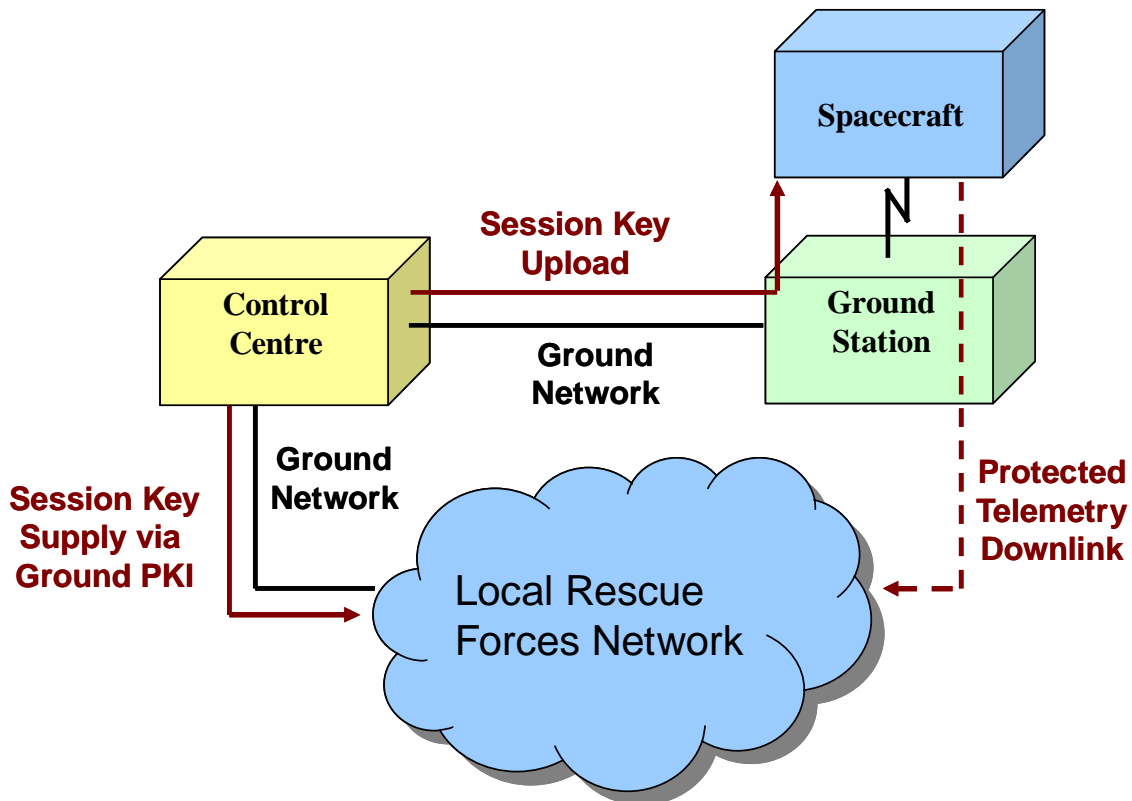 Spacecraft
Session Key
Upload
Control
Centre
Ground
Station
Ground
Network
Ground
Network
Session Key
Supply via
Ground PKI
Protected
Telemetry
Downlink
Local Rescue
Forces Network